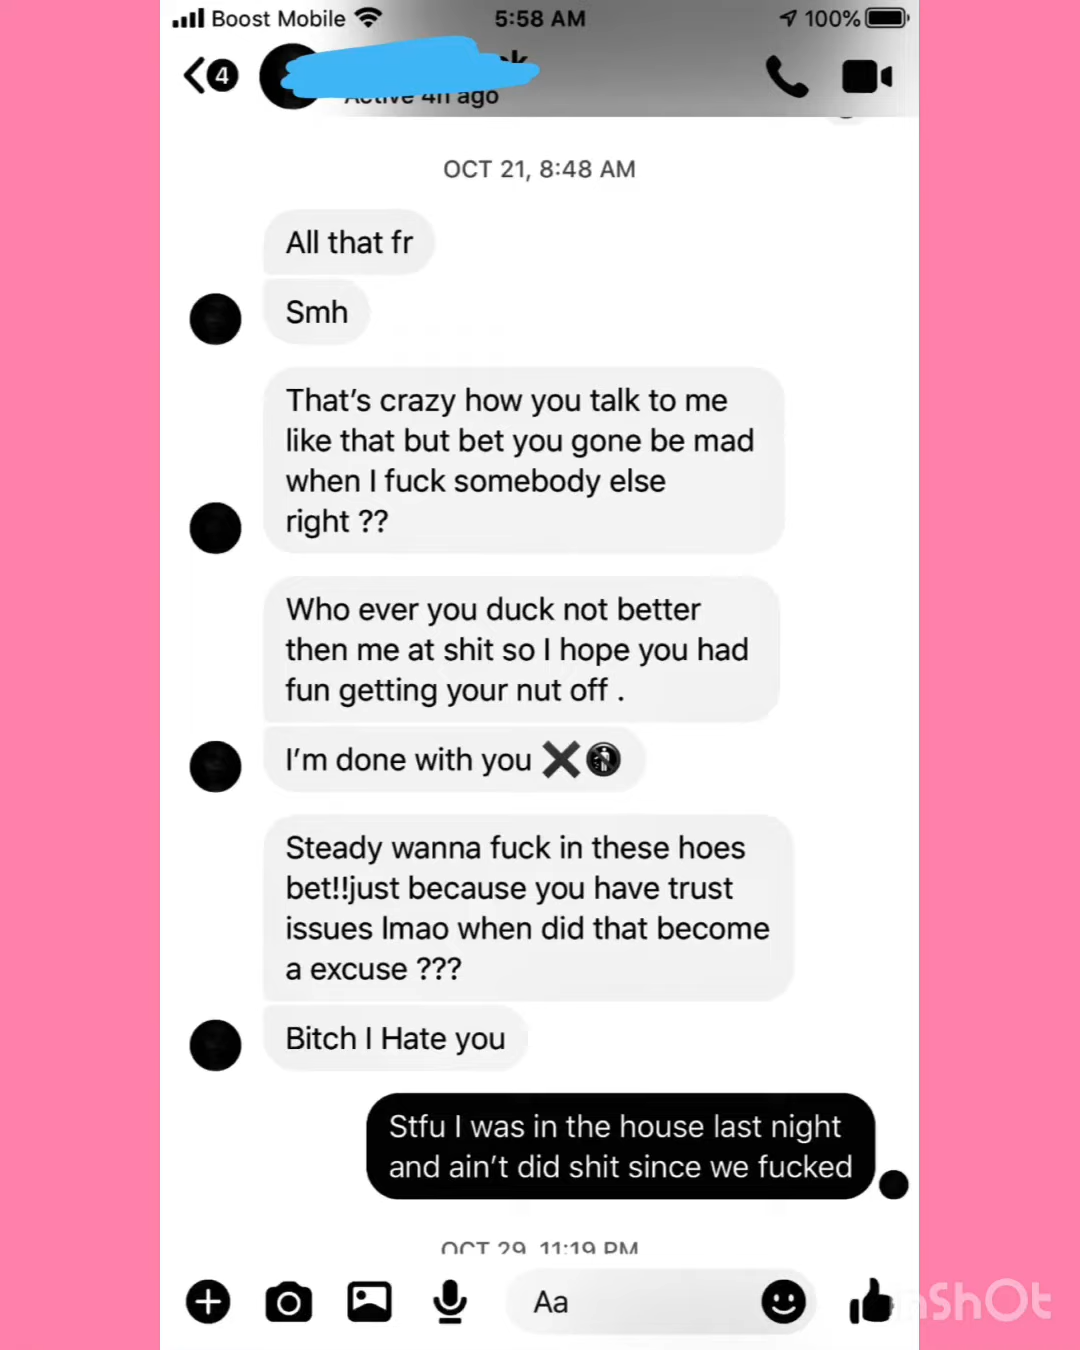 Boost Mobile 5:58 AM 100%
4
Active 4h ago
OCT 21, 8:48 AM
All that fr
Smh
That's crazy how you talk to me
like that but bet you gone be mad
when I fuck somebody else
right ??
Who ever you duck not better
then me at shit so I hope you had
fun getting your nut off .
I'm done with you ❌🚷
Steady wanna fuck in these hoes
bet!!just because you have trust
issues lmao when did that become
a excuse ???
Bitch I Hate you
Stfu I was in the house last night
and ain't did shit since we fucked
OCT 29, 11:19 PM
Aa
InShOt